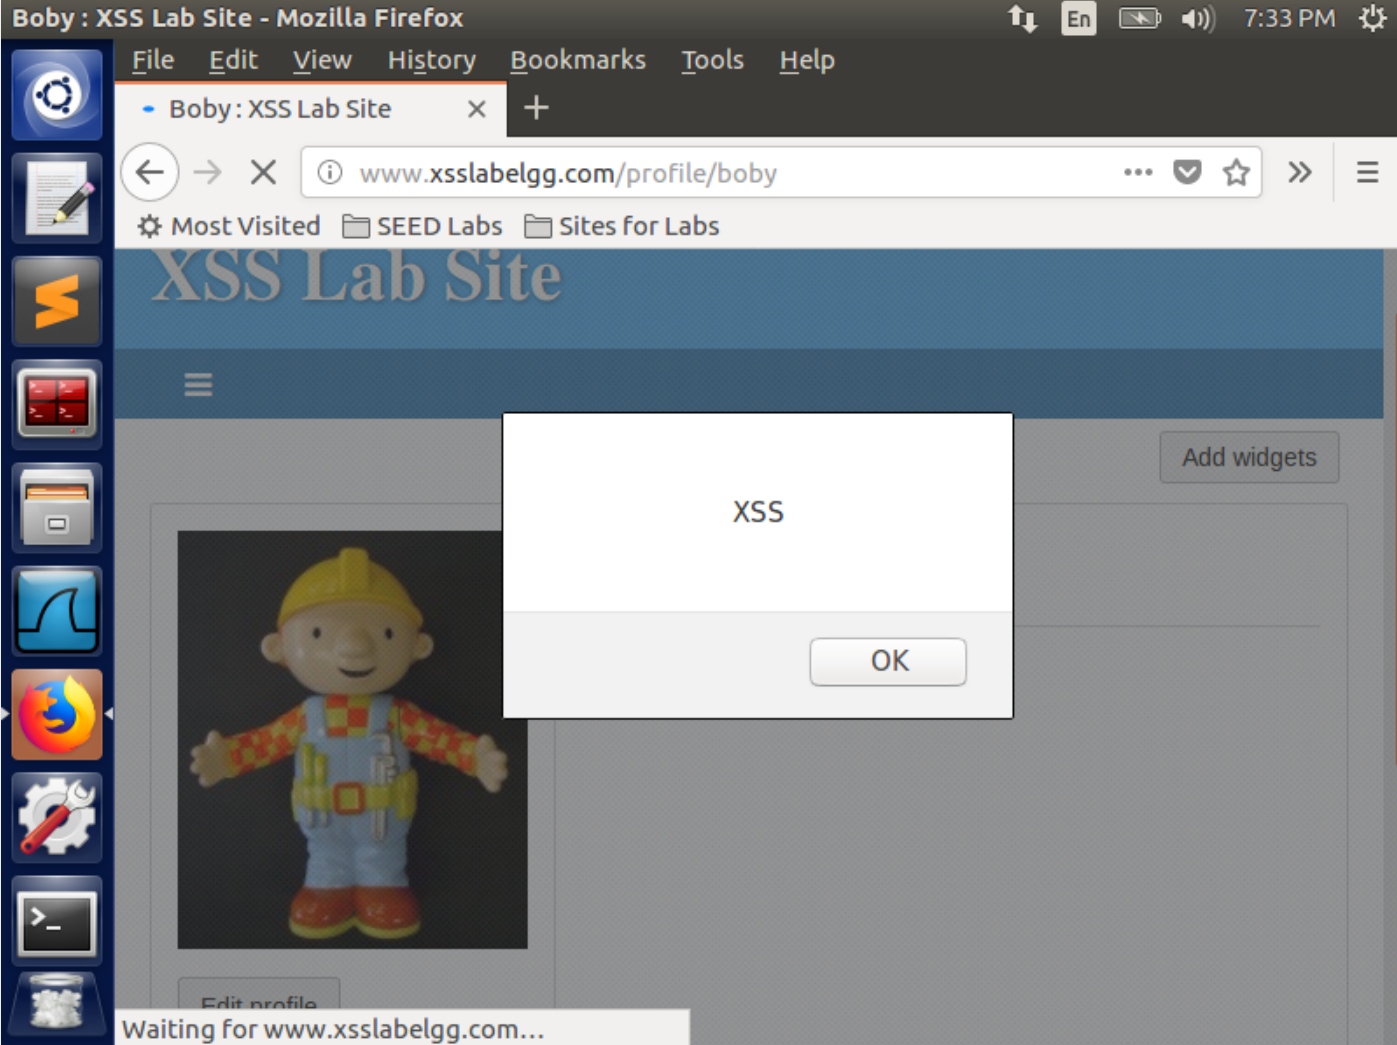 Boby : XSS Lab Site - Mozilla Firefox
En
7:33 PM
File Edit View History Bookmarks Tools Help
Boby : XSS Lab Site
www.xsslabelgg.com/profile/boby
Most Visited SEED Labs Sites for Labs
XSS Lab Site
Add widgets
XSS
OK
Edit profile
Waiting for www.xsslabelgg.com...